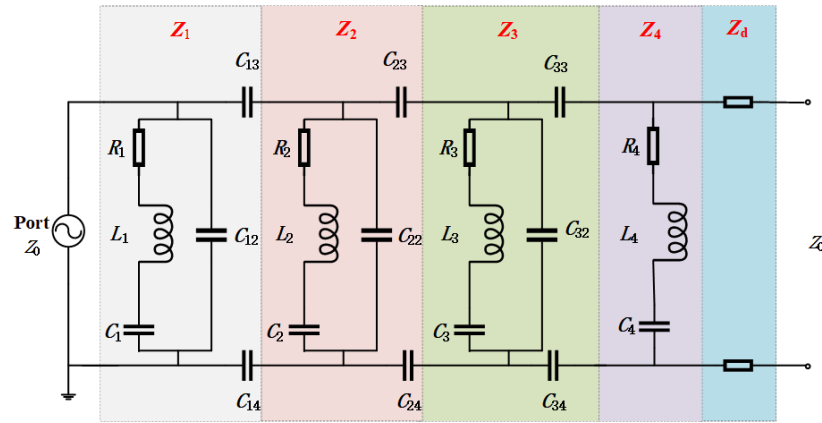 Z1 Z2 Z3 Z4 Zd
C13 C23 C33
R1 R2 R3 R4
Port
Z0
L1 C12 L2 C22 L3 C32 L4
C1 C2 C3 C4
C14 C24 C34